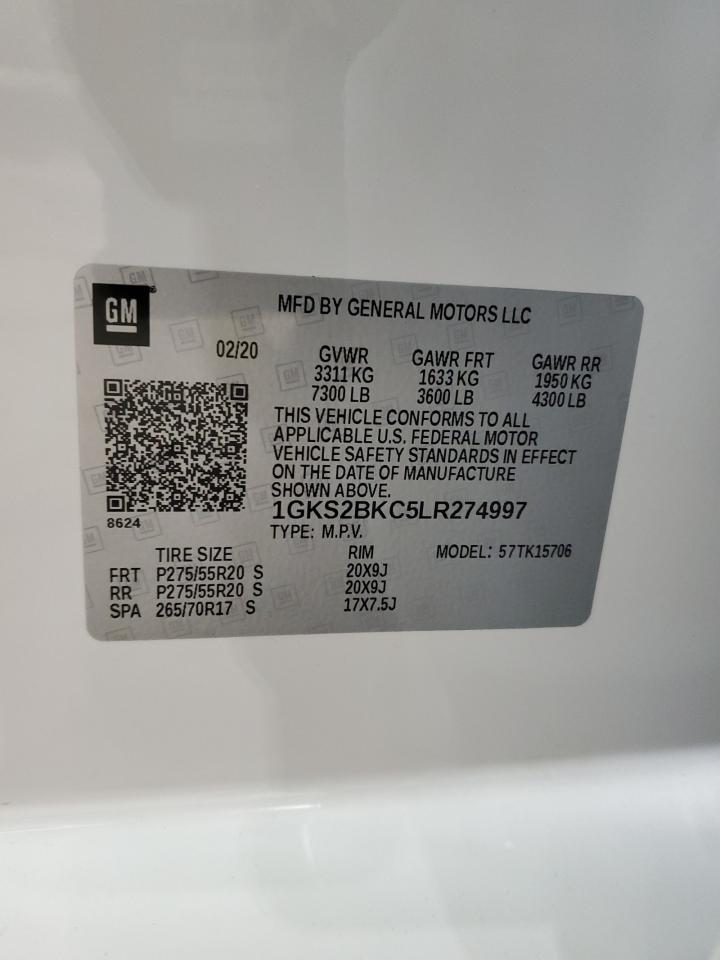 GM
MFD BY GENERAL MOTORS LLC
02/20
GVWR GAWR FRT GAWR RR
3311 KG 1633 KG 1950 KG
7300 LB 3600 LB 4300 LB
THIS VEHICLE CONFORMS TO ALL
APPLICABLE U.S. FEDERAL MOTOR
VEHICLE SAFETY STANDARDS IN EFFECT
ON THE DATE OF MANUFACTURE
SHOWN ABOVE.
1GKS2BKC5LR274997
8624
TYPE: M.P.V.
TIRE SIZE RIM MODEL: 57TK15706
FRT P275/55R20 S 20X9J
RR P275/55R20 S 20X9J
SPA 265/70R17 S 17X7.5J